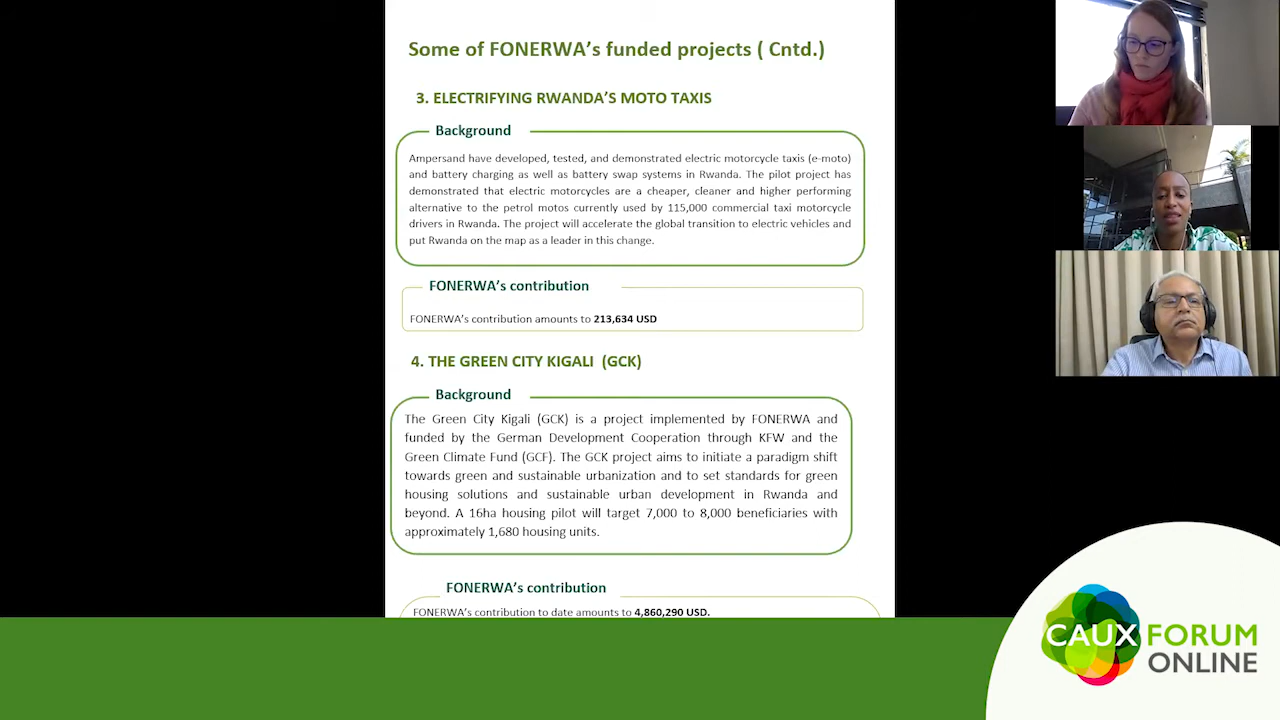 Some of FONERWA's funded projects ( Cntd.)
3. ELECTRIFYING RWANDA'S MOTO TAXIS
Background
Ampersand have developed, tested, and demonstrated electric motorcycle taxis (e-moto)
and battery charging as well as battery swap systems in Rwanda. The pilot project has
demonstrated that electric motorcycles are a cheaper, cleaner and higher performing
alternative to the petrol motos currently used by 115,000 commercial taxi motorcycle
drivers in Rwanda. The project will accelerate the global transition to electric vehicles and
put Rwanda on the map as a leader in this change.
FONERWA's contribution
FONERWA's contribution amounts to 213,634 USD
4. THE GREEN CITY KIGALI (GCK)
Background
The Green City Kigali (GCK) is a project implemented by FONERWA and
funded by the German Development Cooperation through KFW and the
Green Climate Fund (GCF). The GCK project aims to initiate a paradigm shift
towards green and sustainable urbanization and to set standards for green
housing solutions and sustainable urban development in Rwanda and
beyond. A 16ha housing pilot will target 7,000 to 8,000 beneficiaries with
approximately 1,680 housing units.
FONERWA's contribution
FONERWA's contribution to date amounts to 4,860,290 USD.
CAUX FORUM
ONLINE